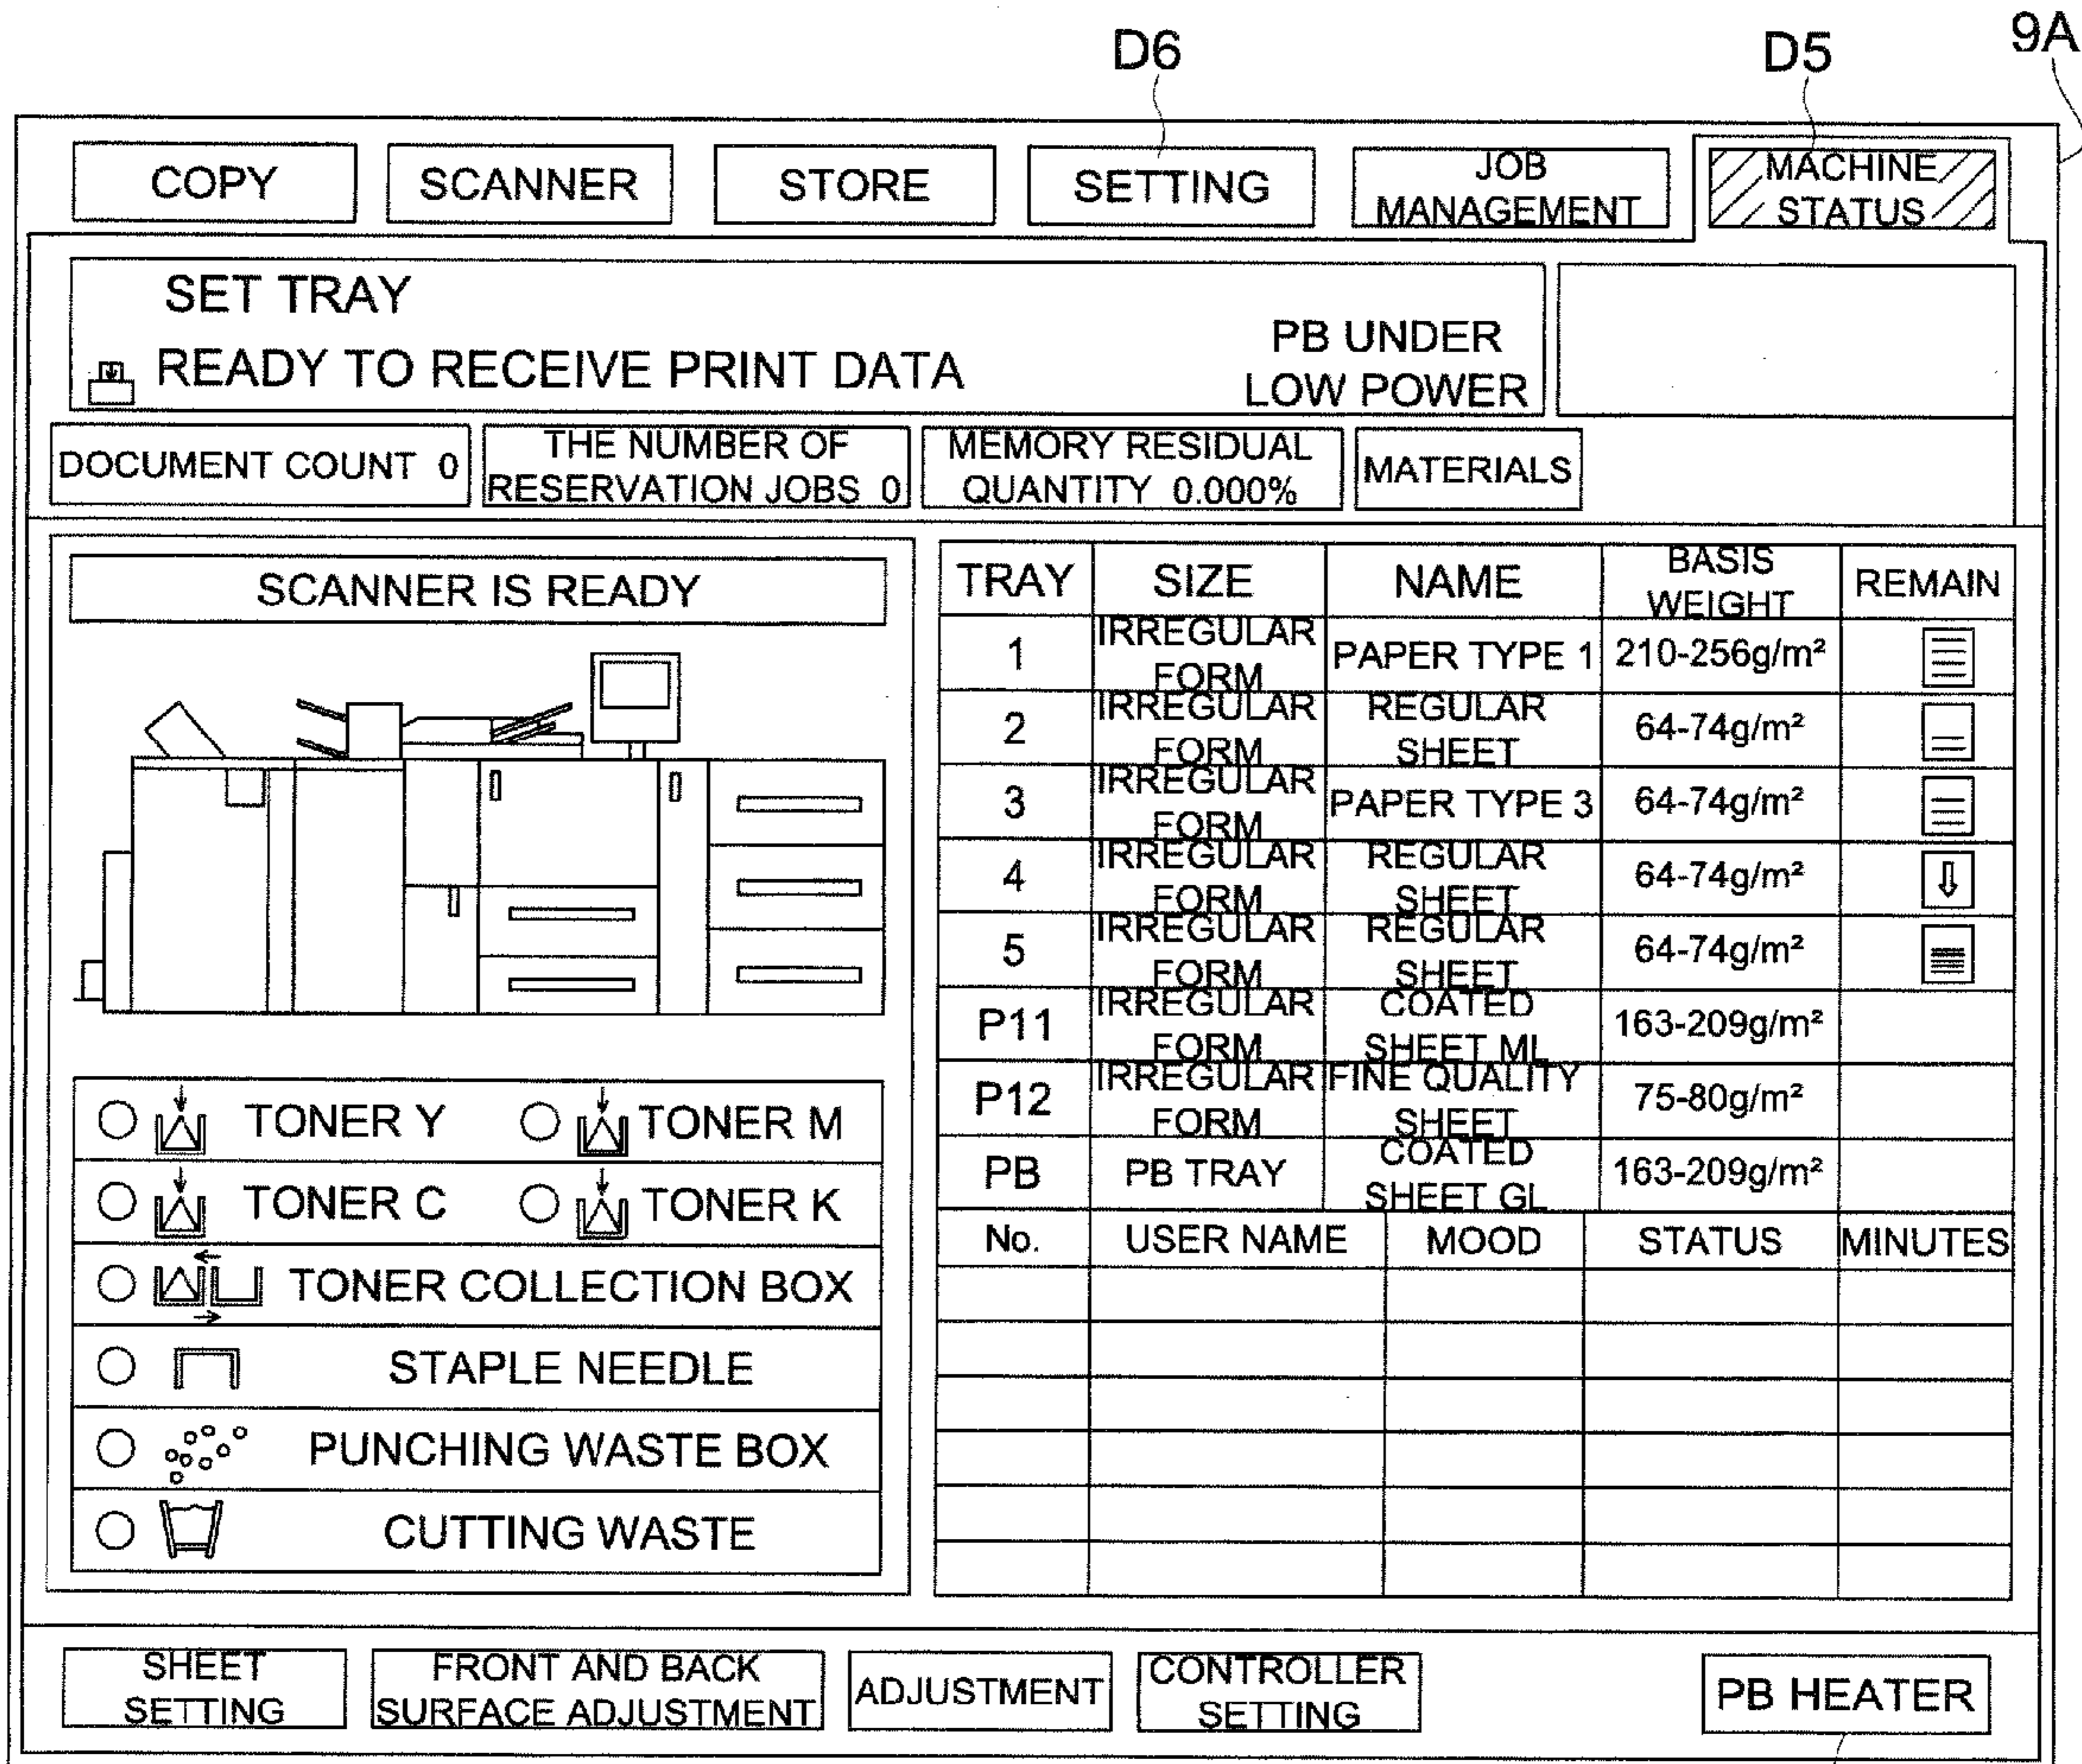 D6
D5
9A
COPY
SCANNER
STORE
SETTING
JOB
MANAGEMENT
MACHINE
STATUS
SET TRAY
READY TO RECEIVE PRINT DATA
PB UNDER
LOW POWER
DOCUMENT COUNT 0
THE NUMBER OF
RESERVATION JOBS 0
MEMORY RESIDUAL
QUANTITY 0.000%
MATERIALS
SCANNER IS READY
TONER Y
TONER M
TONER C
TONER K
TONER COLLECTION BOX
STAPLE NEEDLE
PUNCHING WASTE BOX
CUTTING WASTE
TRAY
SIZE
NAME
BASIS
WEIGHT
REMAIN
1
IRREGULAR
FORM
PAPER TYPE 1
210-256g/m²
2
IRREGULAR
FORM
REGULAR
SHEET
64-74g/m²
3
IRREGULAR
FORM
PAPER TYPE 3
64-74g/m²
4
IRREGULAR
FORM
REGULAR
SHEET
64-74g/m²
5
IRREGULAR
FORM
REGULAR
SHEET
64-74g/m²
P11
IRREGULAR
FORM
COATED
SHEET ML
163-209g/m²
P12
IRREGULAR
FORM
FINE QUALITY
SHEET
75-80g/m²
PB
PB TRAY
COATED
SHEET GL
163-209g/m²
No.
USER NAME
MOOD
STATUS
MINUTES
SHEET
SETTING
FRONT AND BACK
SURFACE ADJUSTMENT
ADJUSTMENT
CONTROLLER
SETTING
PB HEATER